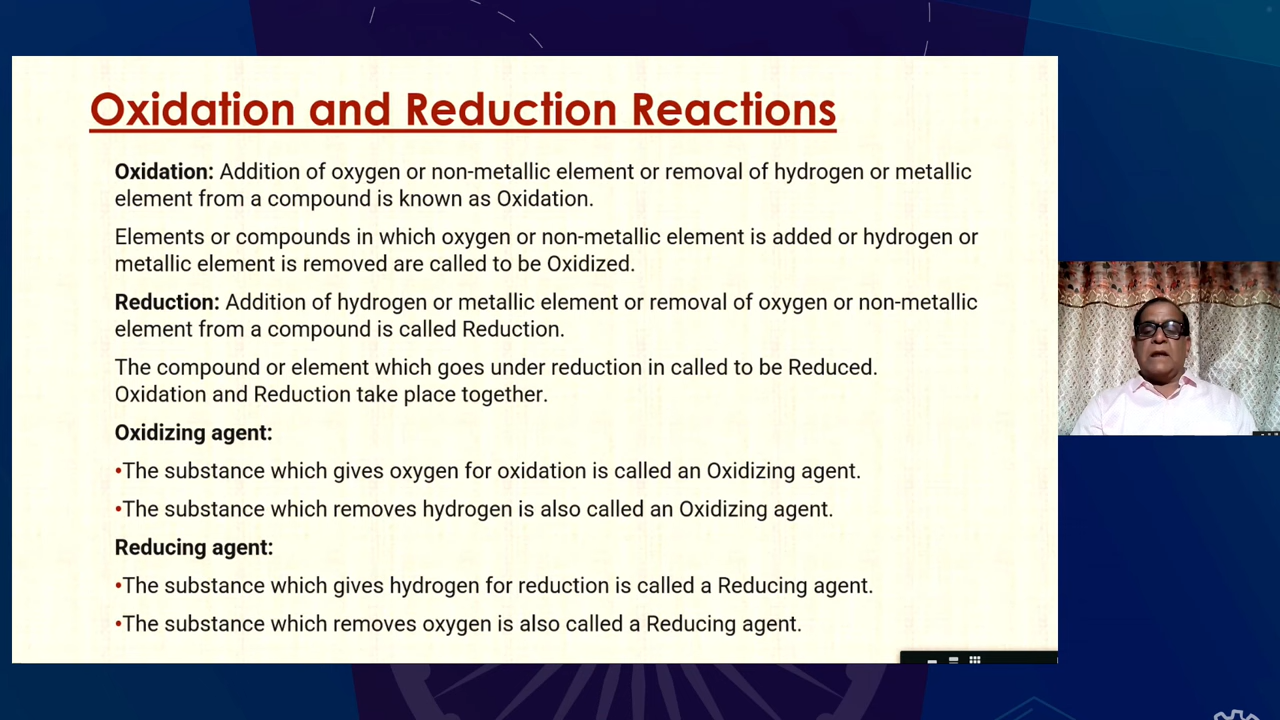 Oxidation and Reduction Reactions
Oxidation: Addition of oxygen or non-metallic element or removal of hydrogen or metallic
element from a compound is known as Oxidation.
Elements or compounds in which oxygen or non-metallic element is added or hydrogen or
metallic element is removed are called to be Oxidized.
Reduction: Addition of hydrogen or metallic element or removal of oxygen or non-metallic
element from a compound is called Reduction.
The compound or element which goes under reduction in called to be Reduced.
Oxidation and Reduction take place together.
Oxidizing agent:
•The substance which gives oxygen for oxidation is called an Oxidizing agent.
•The substance which removes hydrogen is also called an Oxidizing agent.
Reducing agent:
•The substance which gives hydrogen for reduction is called a Reducing agent.
•The substance which removes oxygen is also called a Reducing agent.